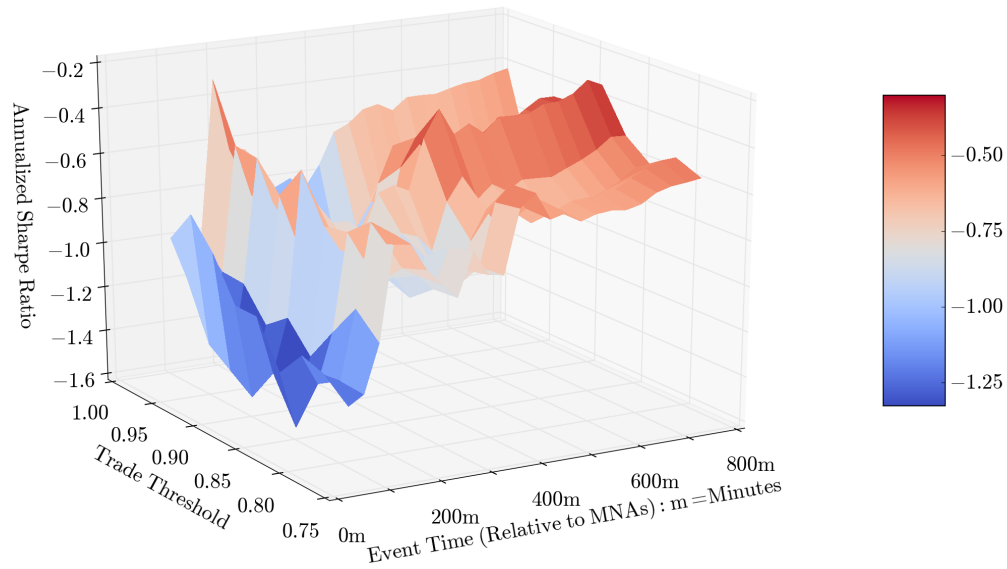 Annualized Sharpe Ratio
−0.2
−0.4
−0.6
−0.8
−1.0
−1.2
−1.4
−1.6
1.00
0.95
0.90
0.85
0.80
0.75
Trade Threshold
0m
200m
400m
600m
800m
Event Time (Relative to MNAs) : m =Minutes
−0.50
−0.75
−1.00
−1.25